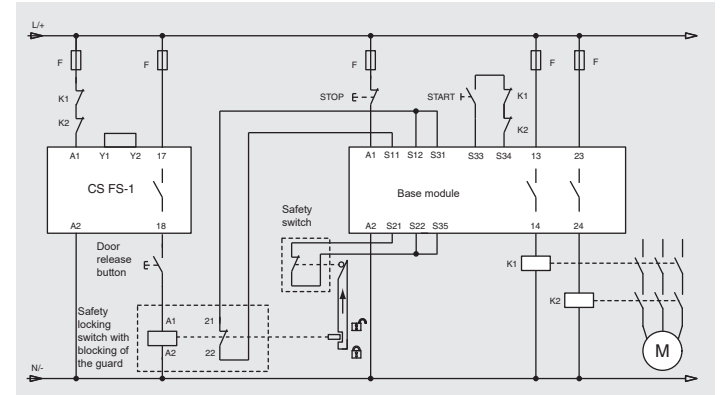 L/+
F
F
F
F
F
STOP
START
K1
K1
K2
K2
A1 Y1 Y2 17
A1 S11 S12 S31 S33 S34 13 23
CS FS-1
Base module
A2 18
A2 S21 S22 S35 14 24
Safety
switch
Door
release
button
K1
K2
Safety
locking
switch with
blocking of
the guard
A1
A2
21
22
M
N/-